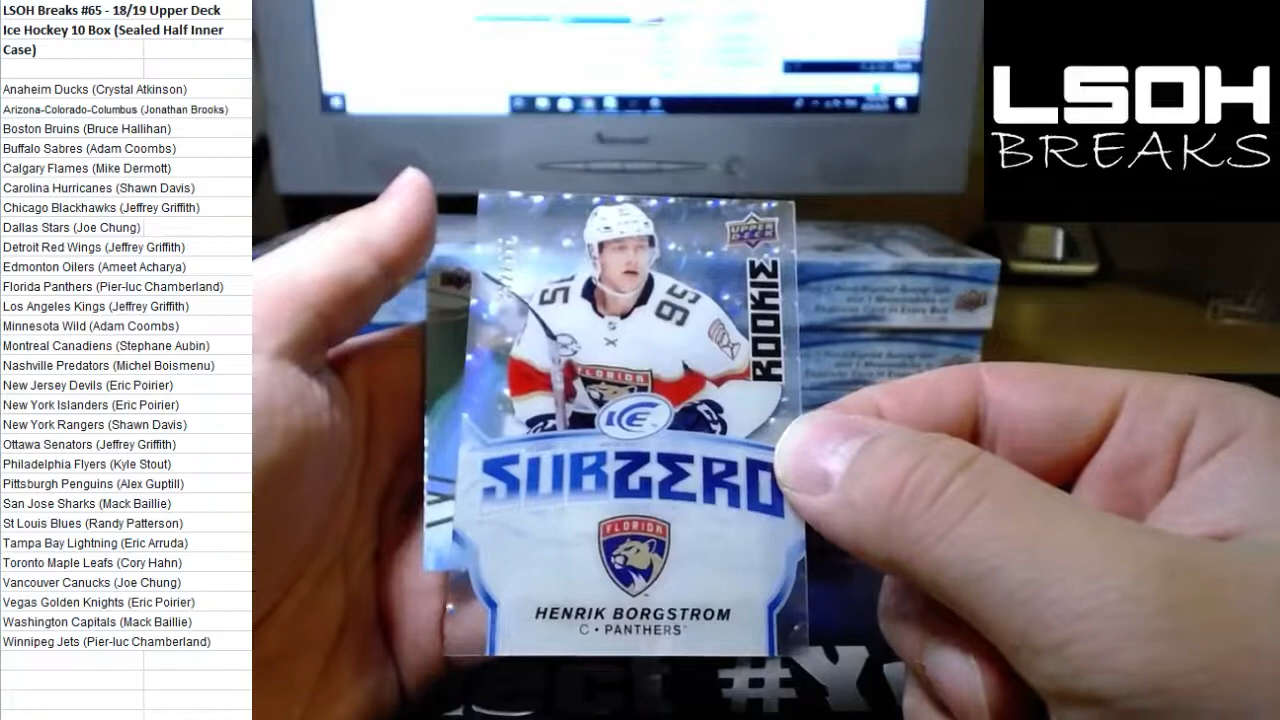 LSOH Breaks #65 - 18/19 Upper Deck
Ice Hockey 10 Box (Sealed Half Inner
Case)
Anaheim Ducks (Crystal Atkinson)
Arizona-Colorado-Columbus (Jonathan Brooks)
Boston Bruins (Bruce Hallihan)
Buffalo Sabres (Adam Coombs)
Calgary Flames (Mike Dermott)
Carolina Hurricanes (Shawn Davis)
Chicago Blackhawks (Jeffrey Griffith)
Dallas Stars (Joe Chung)
Detroit Red Wings (Jeffrey Griffith)
Edmonton Oilers (Ameet Acharya)
Florida Panthers (Pier-luc Chamberland)
Los Angeles Kings (Jeffrey Griffith)
Minnesota Wild (Adam Coombs)
Montreal Canadiens (Stephane Aubin)
Nashville Predators (Michel Boismenu)
New Jersey Devils (Eric Poirier)
New York Islanders (Eric Poirier)
New York Rangers (Shawn Davis)
Ottawa Senators (Jeffrey Griffith)
Philadelphia Flyers (Kyle Stout)
Pittsburgh Penguins (Alex Guptill)
San Jose Sharks (Mack Baillie)
St Louis Blues (Randy Patterson)
Tampa Bay Lightning (Eric Arruda)
Toronto Maple Leafs (Cory Hahn)
Vancouver Canucks (Joe Chung)
Vegas Golden Knights (Eric Poirier)
Washington Capitals (Mack Baillie)
Winnipeg Jets (Pier-luc Chamberland)
LSOH
BREAKS
UPPER
DECK
ROOKIE
95
95
FLORIDA
ICE
SUBZERO
FLORIDA
HENRIK BORGSTROM
C • PANTHERS